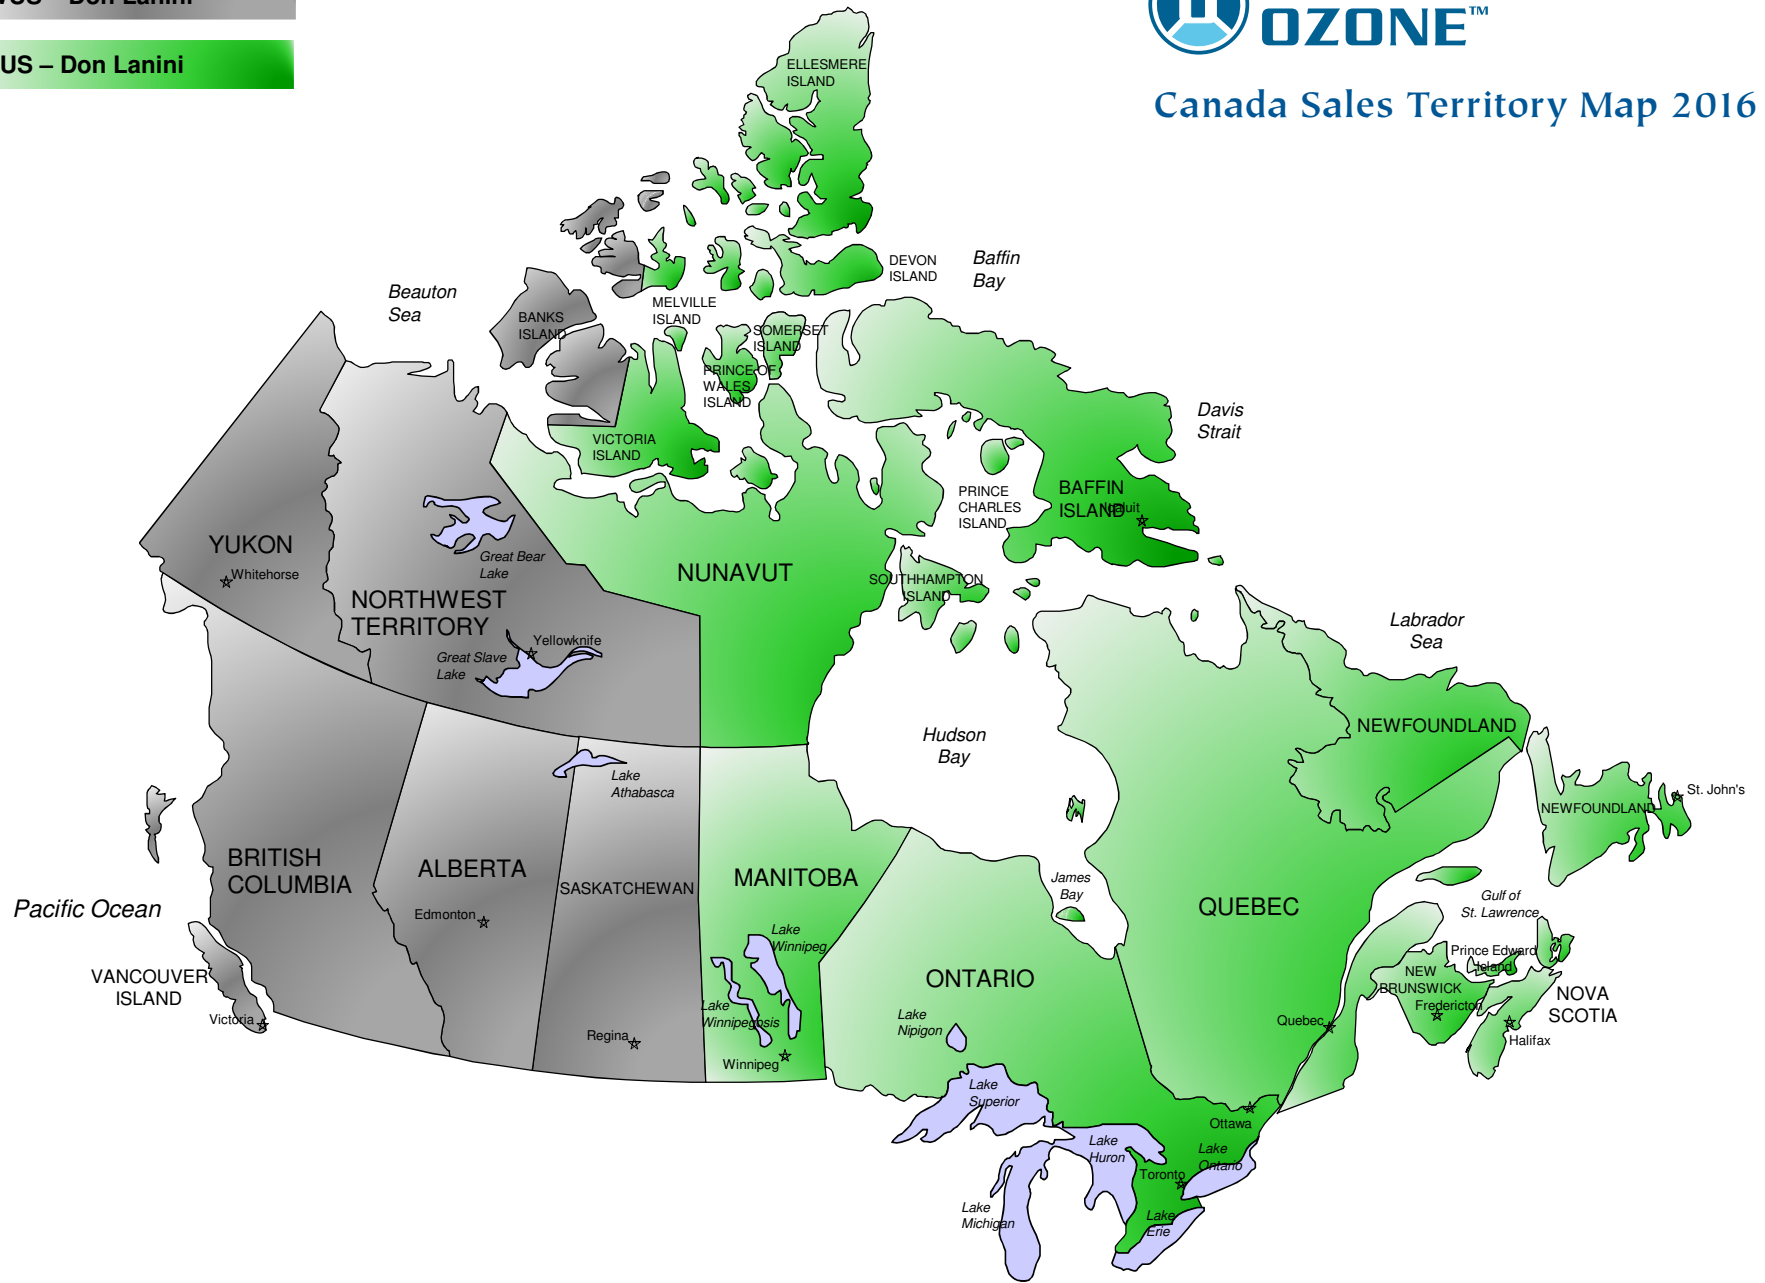 – Don Lanini
US – Don Lanini
OZONE™
Canada Sales Territory Map 2016
ELLESMERE
ISLAND
DEVON
ISLAND
Baffin
Bay
Beauton
Sea
MELVILLE
ISLAND
BANKS
ISLAND
SOMERSET
ISLAND
PRINCE OF
WALES
ISLAND
VICTORIA
ISLAND
Davis
Strait
PRINCE
CHARLES
ISLAND
BAFFIN
ISLAND
Iqaluit
YUKON
Whitehorse
Great Bear
Lake
NORTHWEST
TERRITORY
Yellowknife
Great Slave
Lake
NUNAVUT
SOUTHHAMPTON
ISLAND
Labrador
Sea
Hudson
Bay
NEWFOUNDLAND
Lake
Athabasca
St. John's
NEWFOUNDLAND
BRITISH
COLUMBIA
ALBERTA
Edmonton
SASKATCHEWAN
MANITOBA
James
Bay
QUEBEC
Gulf of
St. Lawrence
Pacific Ocean
Lake
Winnipeg
Prince Edward
Island
VANCOUVER
ISLAND
Victoria
Lake
Winnipegosis
ONTARIO
NEW
BRUNSWICK
Fredericton
NOVA
SCOTIA
Lake
Nipigon
Quebec
Halifax
Regina
Winnipeg
Lake
Superior
Ottawa
Lake
Huron
Lake
Ontario
Toronto
Lake
Michigan
Lake
Erie